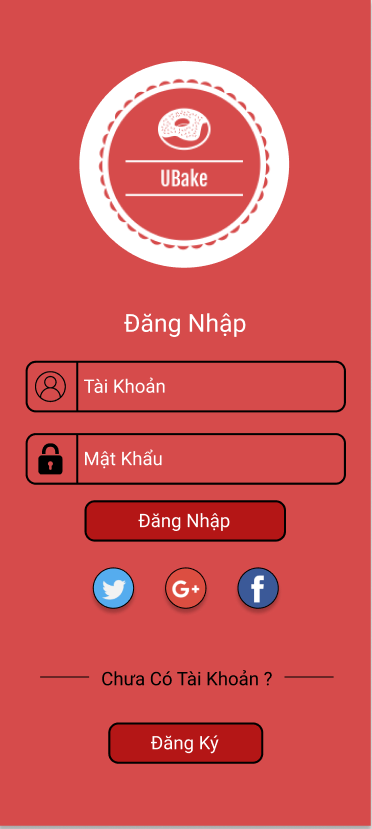 UBake
Đăng Nhập
Tài Khoản
Mật Khẩu
Đăng Nhập
G+
f
Chưa Có Tài Khoản ?
Đăng Ký